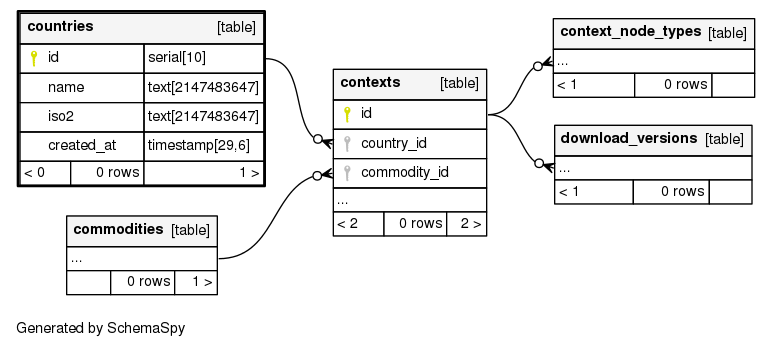 countries [table]
id serial[10]
name text[2147483647]
iso2 text[2147483647]
created_at timestamp[29,6]
< 0 0 rows 1 >
commodities [table]
...
0 rows 1 >
contexts [table]
id
country_id
commodity_id
...
< 2 0 rows 2 >
context_node_types [table]
...
< 1 0 rows
download_versions [table]
...
< 1 0 rows
Generated by SchemaSpy